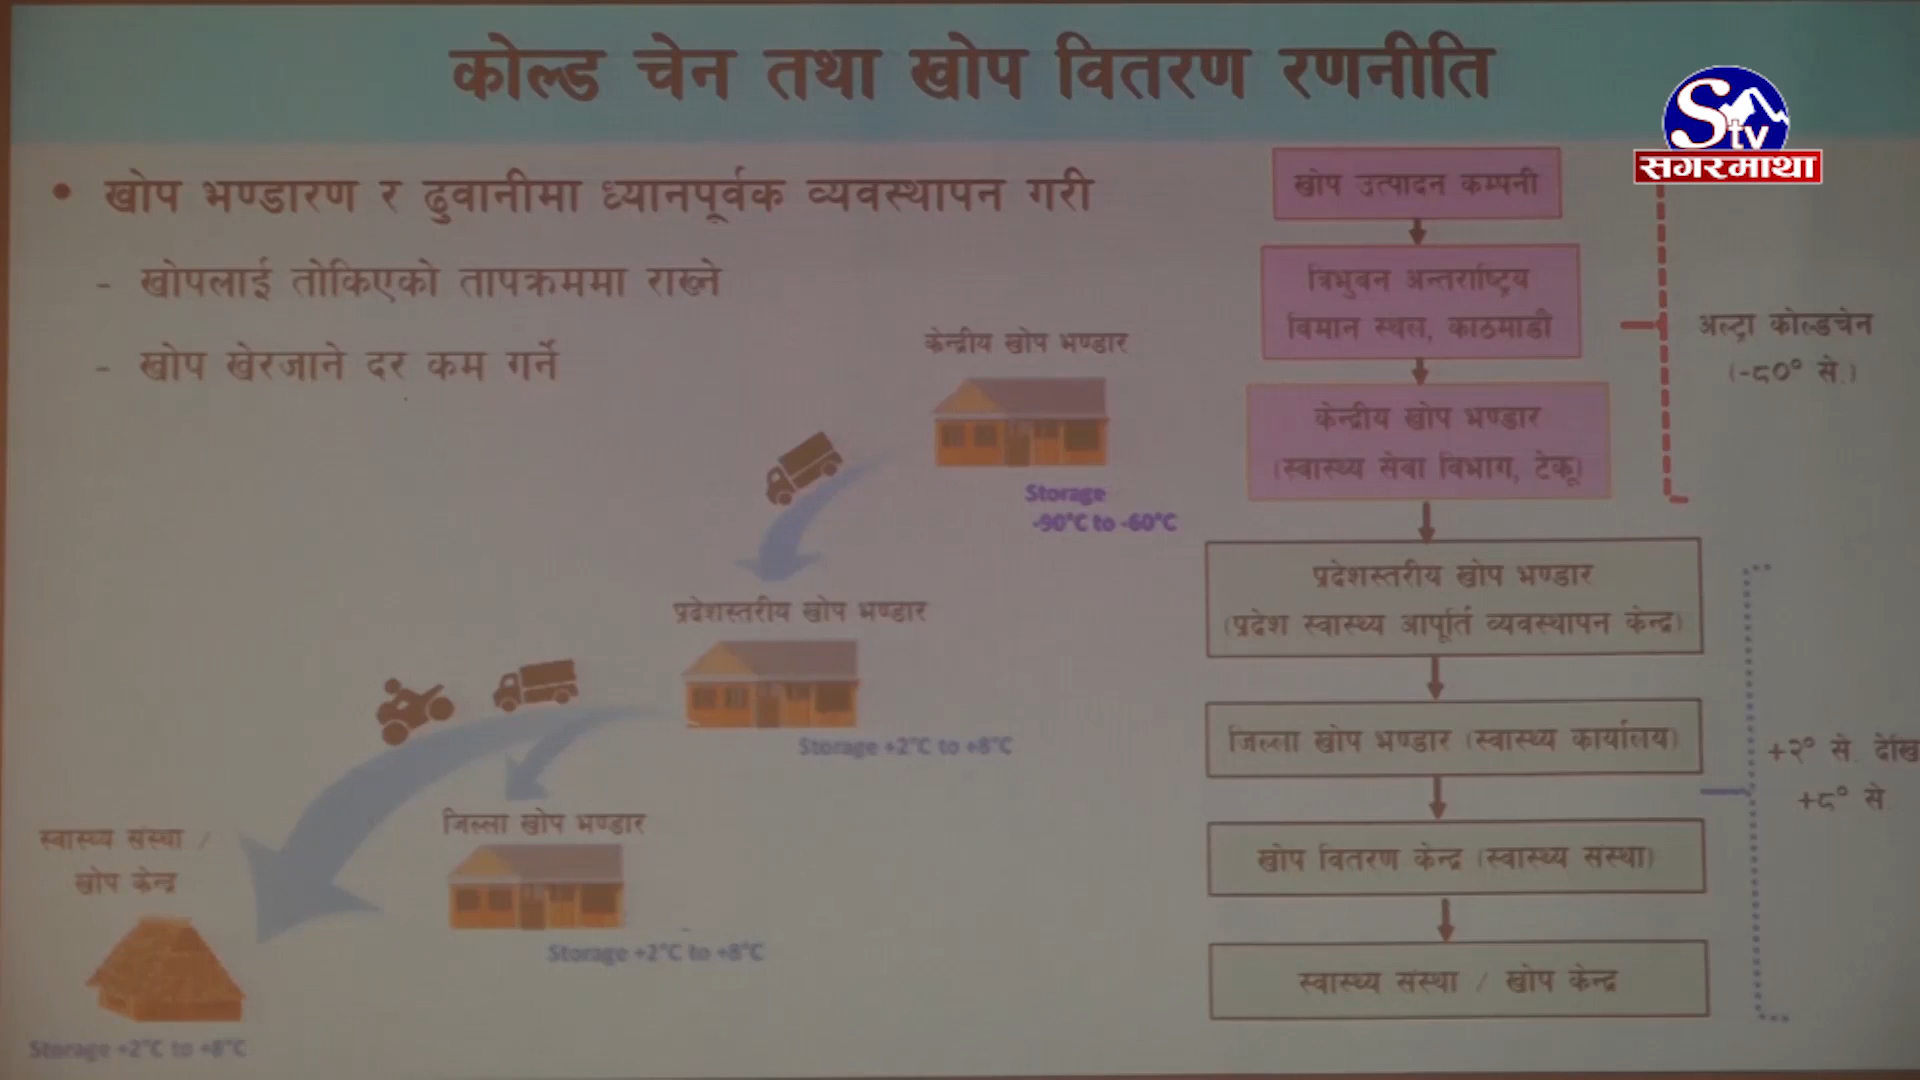 कोल्ड चेन तथा खोप वितरण रणनीति
Stv
सगरमाथा
• खोप भण्डारण र ढुवानीमा ध्यानपूर्वक व्यवस्थापन गरी
- खोपलाई तोकिएको तापक्रममा राख्ने
- खोप खेरजाने दर कम गर्ने
केन्द्रीय खोप भण्डार
Storage
-90°C to -60°C
प्रदेशस्तरीय खोप भण्डार
Storage +2°C to +8°C
जिल्ला खोप भण्डार
Storage +2°C to +8°C
स्वास्थ्य संस्था /
खोप केन्द्र
Storage +2°C to +8°C
खोप उत्पादन कम्पनी
त्रिभुवन अन्तर्राष्ट्रिय
विमान स्थल, काठमाडौं
केन्द्रीय खोप भण्डार
(स्वास्थ्य सेवा विभाग, टेकू)
अल्ट्रा कोल्डचेन
(-८०° से.)
प्रदेशस्तरीय खोप भण्डार
(प्रदेश स्वास्थ्य आपूर्ति व्यवस्थापन केन्द्र)
जिल्ला खोप भण्डार (स्वास्थ्य कार्यालय)
खोप वितरण केन्द्र (स्वास्थ्य संस्था)
स्वास्थ्य संस्था / खोप केन्द्र
+२° से. देखि
+८° से